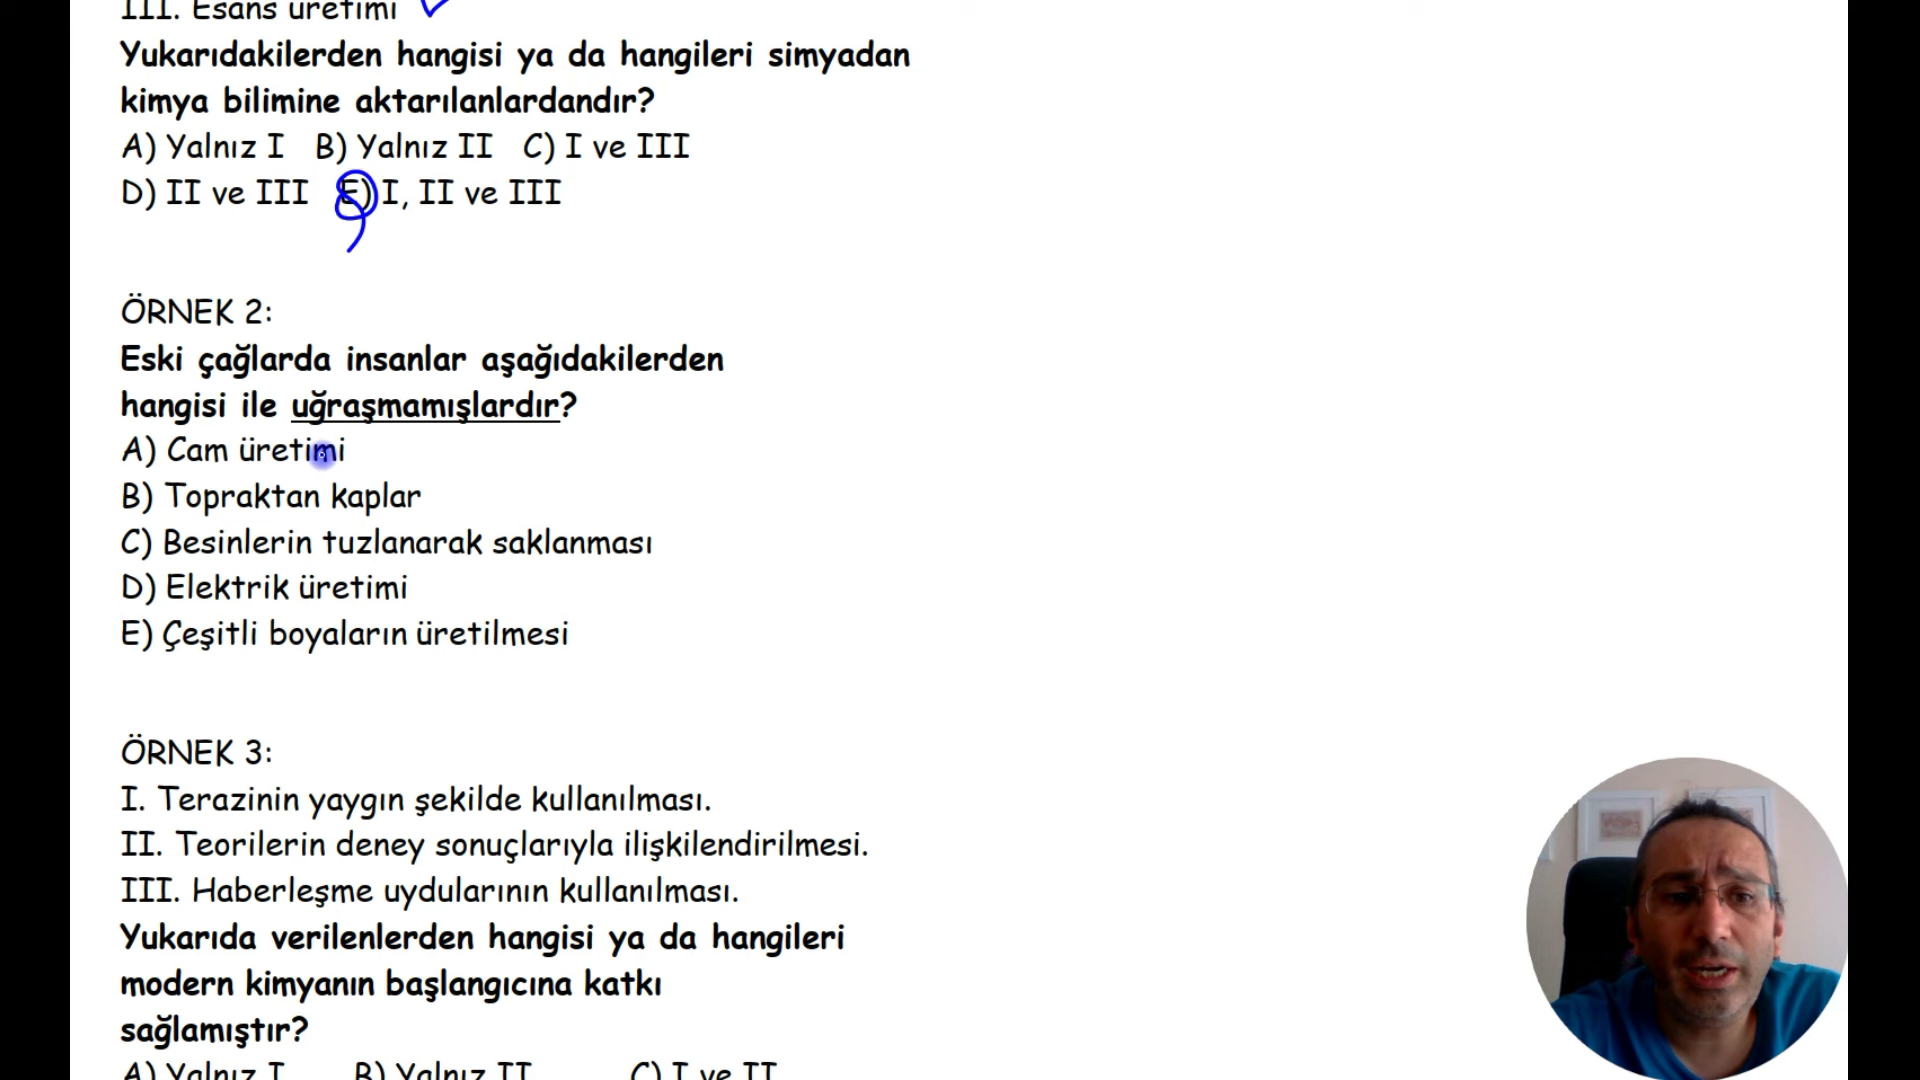 III. Esans üretimi
Yukarıdakilerden hangisi ya da hangileri simyadan
kimya bilimine aktarılanlardandır?
A) Yalnız I B) Yalnız II C) I ve III
D) II ve III E) I, II ve III
ÖRNEK 2:
Eski çağlarda insanlar aşağıdakilerden
hangisi ile uğraşmamışlardır?
A) Cam üretimi
B) Topraktan kaplar
C) Besinlerin tuzlanarak saklanması
D) Elektrik üretimi
E) Çeşitli boyaların üretilmesi
ÖRNEK 3:
I. Terazinin yaygın şekilde kullanılması.
II. Teorilerin deney sonuçlarıyla ilişkilendirilmesi.
III. Haberleşme uydularının kullanılması.
Yukarıda verilenlerden hangisi ya da hangileri
modern kimyanın başlangıcına katkı
sağlamıştır?
A) Yalnız I B) Yalnız II C) I ve II